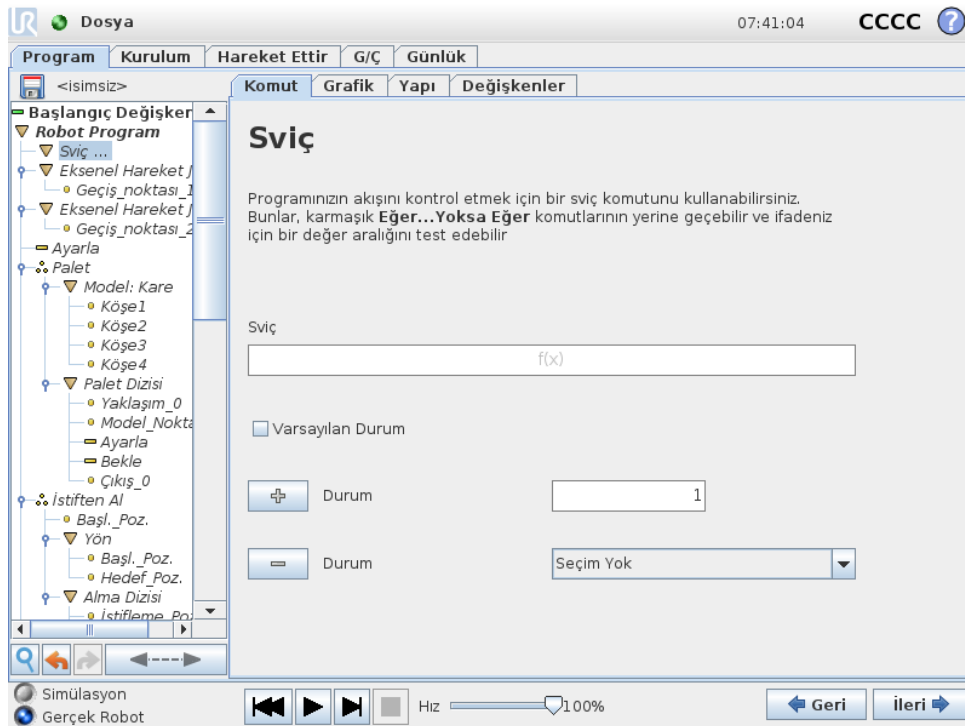 Dosya
07:41:04
CCCC
?
Program
Kurulum
Hareket Ettir
G/Ç
Günlük
<isimsiz>
Komut
Grafik
Yapı
Değişkenler
Başlangıç Değişker
Robot Program
Sviç ...
Eksenel Hareket J
Geçiş_noktası_1
Eksenel Hareket J
Geçiş_noktası_2
Ayarla
Palet
Model: Kare
Köşe1
Köşe2
Köşe3
Köşe4
Palet Dizisi
Yaklaşım_0
Model_Nokta
Ayarla
Bekle
Çıkış_0
İstiften Al
Başl._Poz.
Yön
Başl._Poz.
Hedef_Poz.
Alma Dizisi
İstifleme_Poz
Sviç
Programınızın akışını kontrol etmek için bir sviç komutunu kullanabilirsiniz.
Bunlar, karmaşık Eğer...Yoksa Eğer komutlarının yerine geçebilir ve ifadeniz
için bir değer aralığını test edebilir
Sviç
f(x)
Varsayılan Durum
Durum
1
Durum
Seçim Yok
Simülasyon
Gerçek Robot
Hız
100%
Geri
İleri